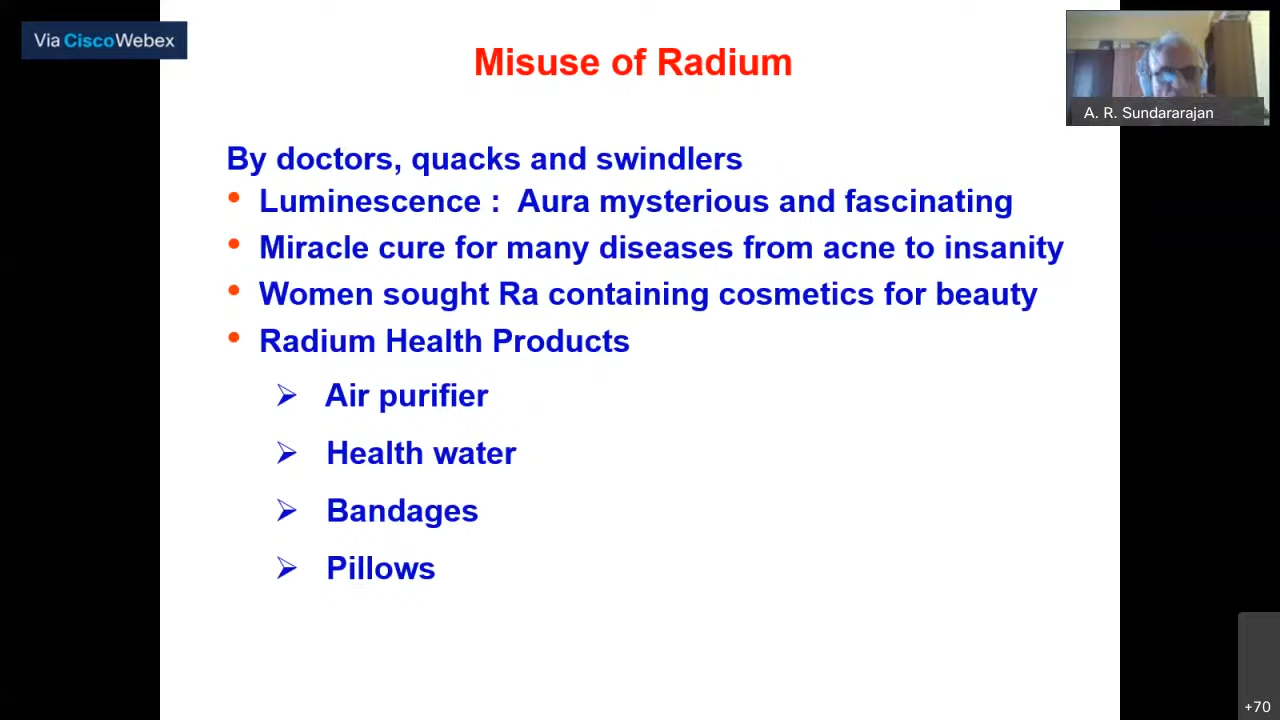 Via CiscoWebex
Misuse of Radium
A. R. Sundararajan
By doctors, quacks and swindlers
• Luminescence : Aura mysterious and fascinating
• Miracle cure for many diseases from acne to insanity
• Women sought Ra containing cosmetics for beauty
• Radium Health Products
➢ Air purifier
➢ Health water
➢ Bandages
➢ Pillows
+70